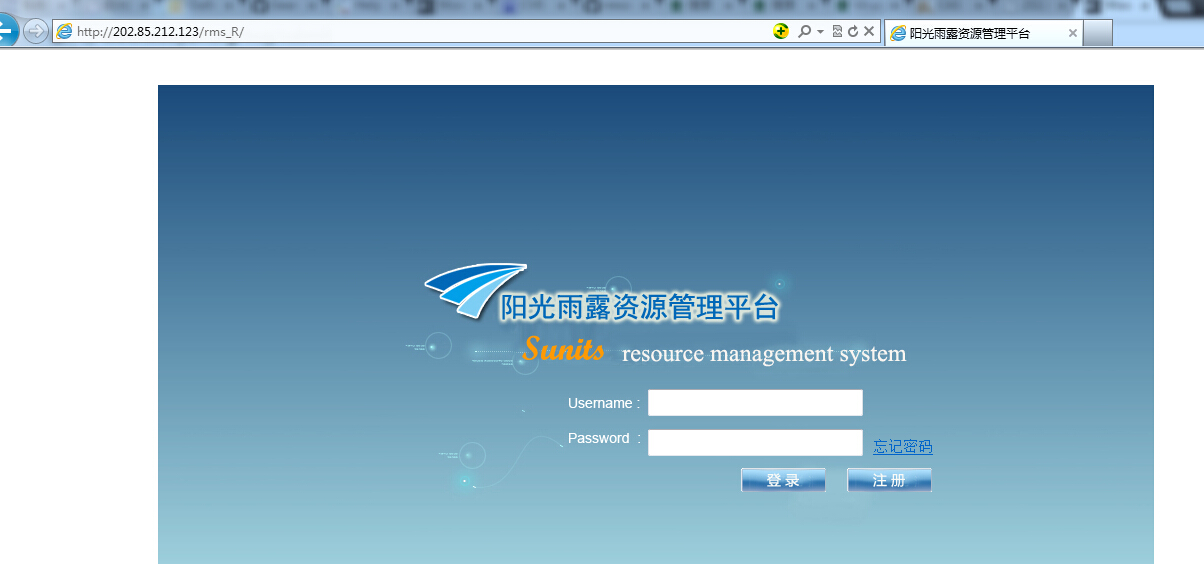 http://202.85.212.123/rms_R/
阳光雨露资源管理平台
阳光雨露资源管理平台
Sunits resource management system
Username :
Password :
忘记密码
登 录
注 册